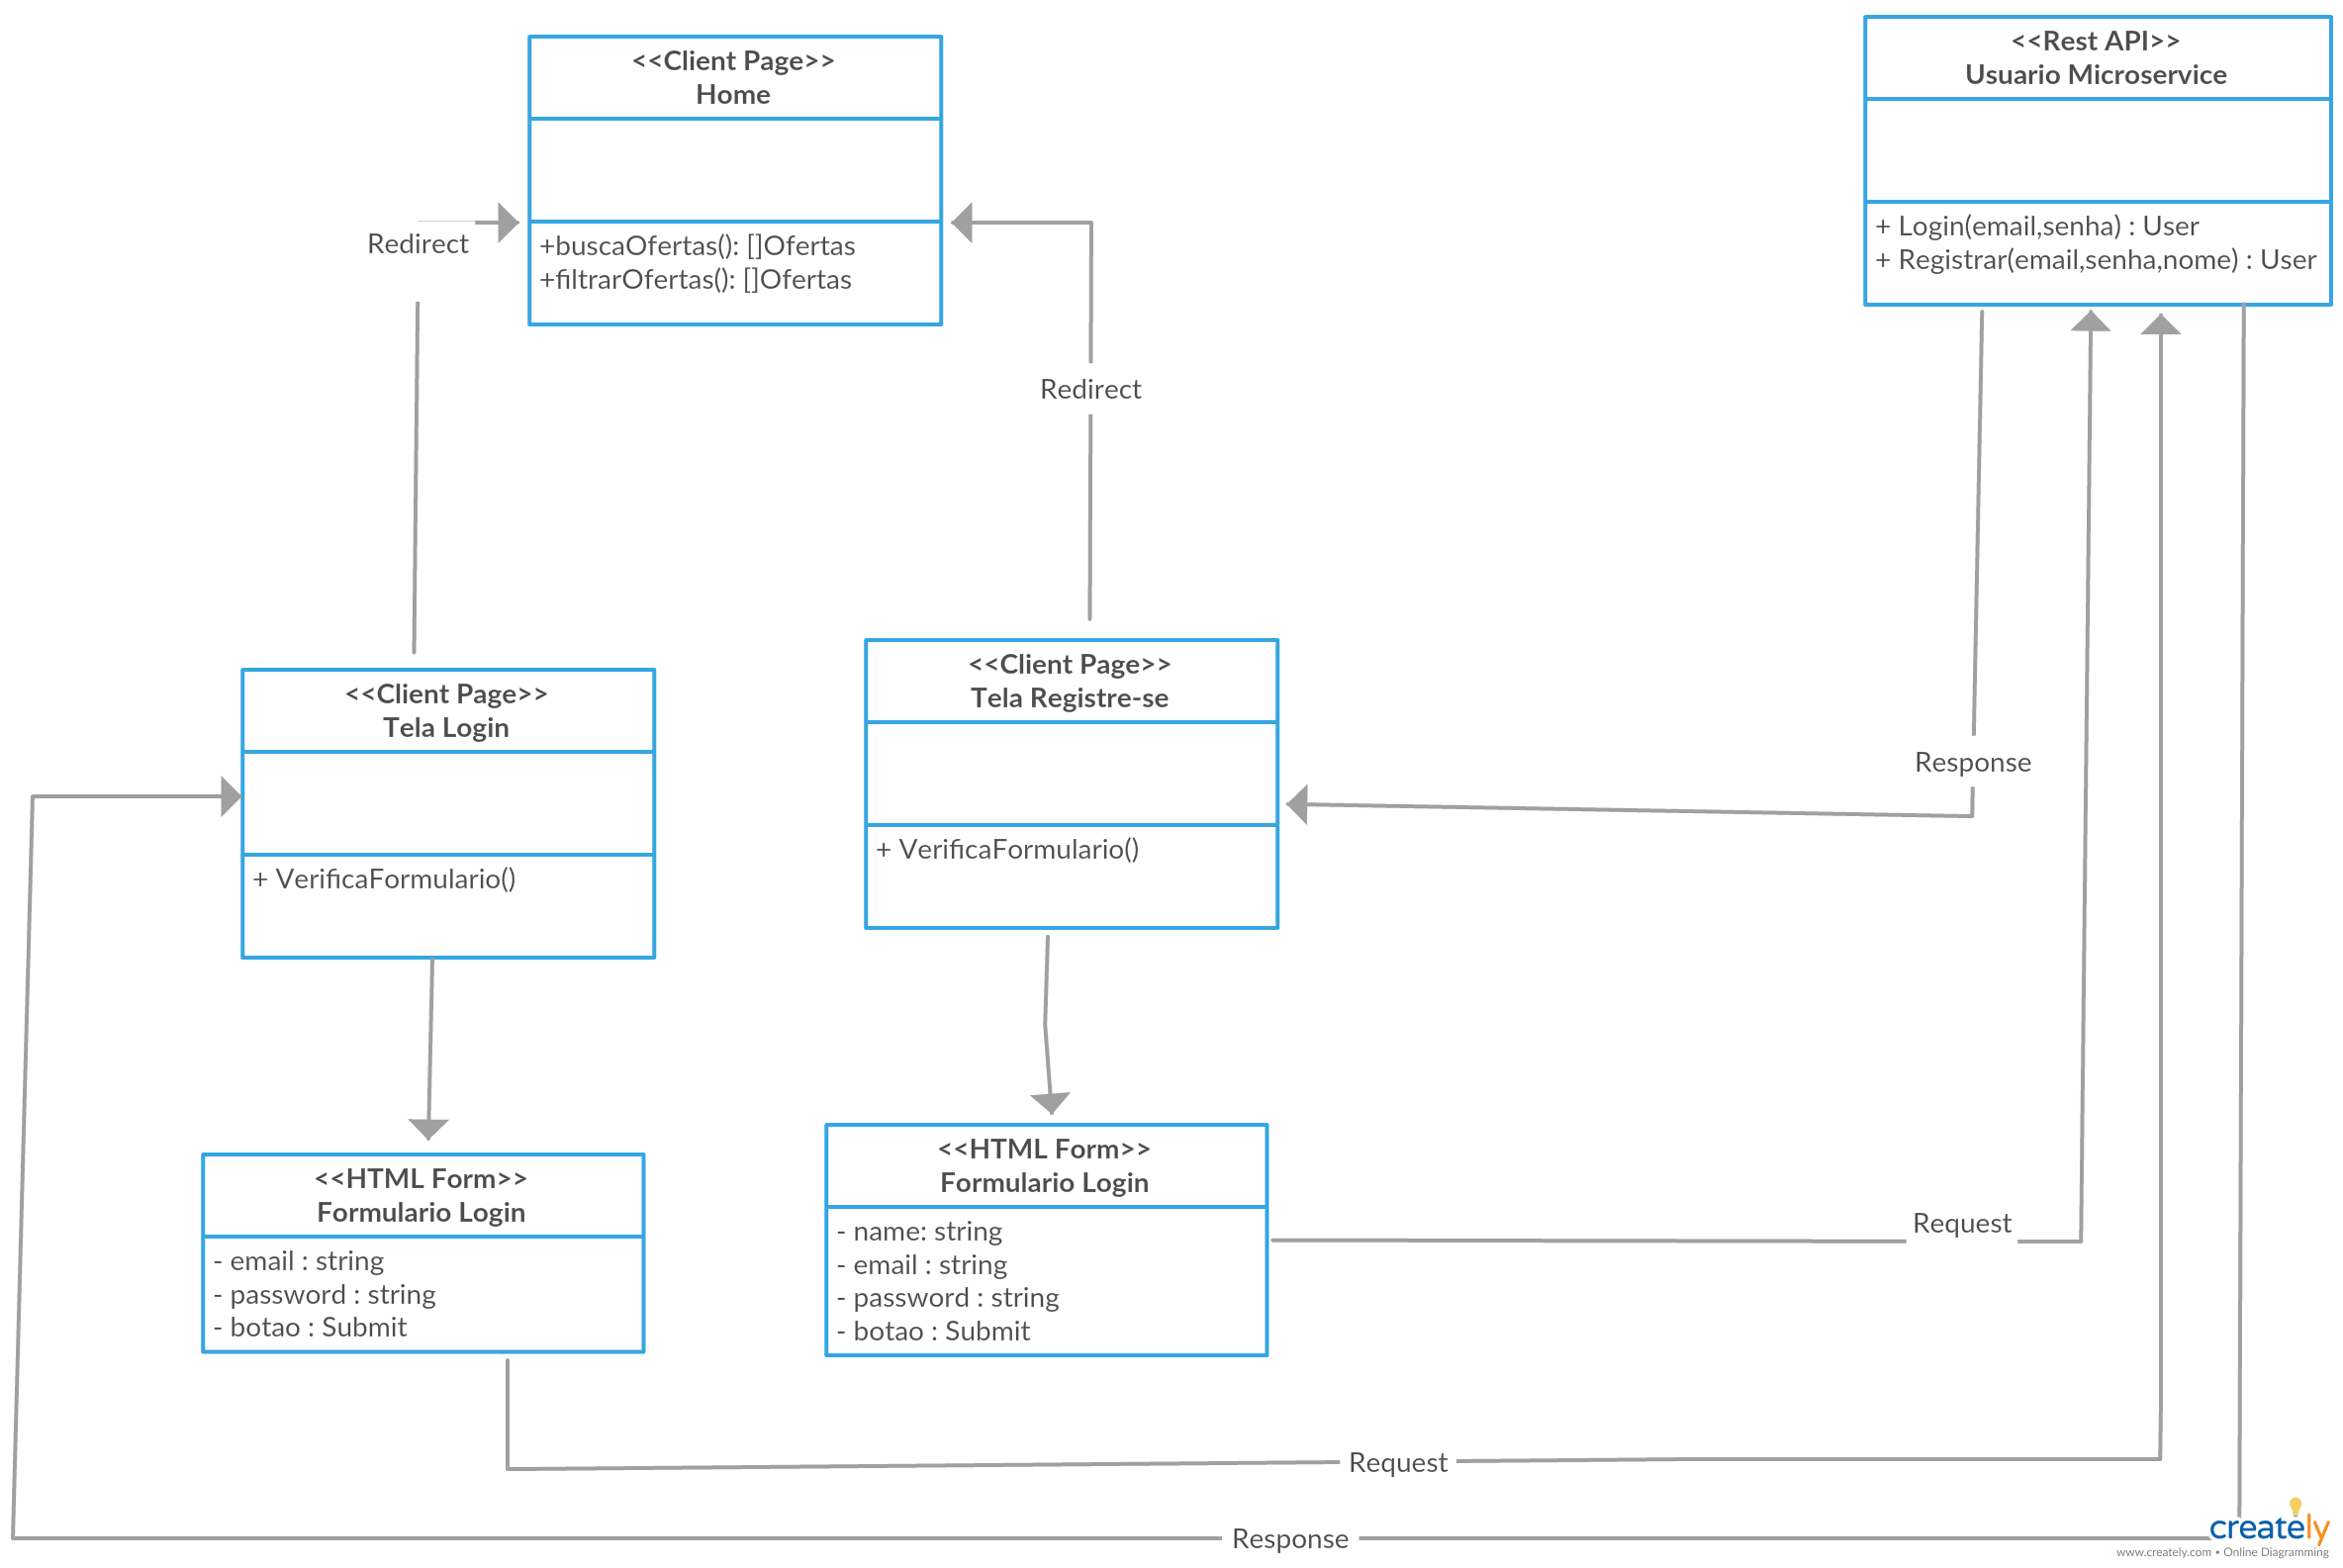 <<Client Page>>
Home
+buscaOfertas(): []Ofertas
+filtrarOfertas(): []Ofertas
<<Rest API>>
Usuario Microservice
+ Login(email,senha) : User
+ Registrar(email,senha,nome) : User
Redirect
Redirect
<<Client Page>>
Tela Login
+ VerificaFormulario()
<<Client Page>>
Tela Registre-se
+ VerificaFormulario()
Response
<<HTML Form>>
Formulario Login
- email : string
- password : string
- botao : Submit
<<HTML Form>>
Formulario Login
- name: string
- email : string
- password : string
- botao : Submit
Request
Request
Response
creately
www.creately.com • Online Diagramming